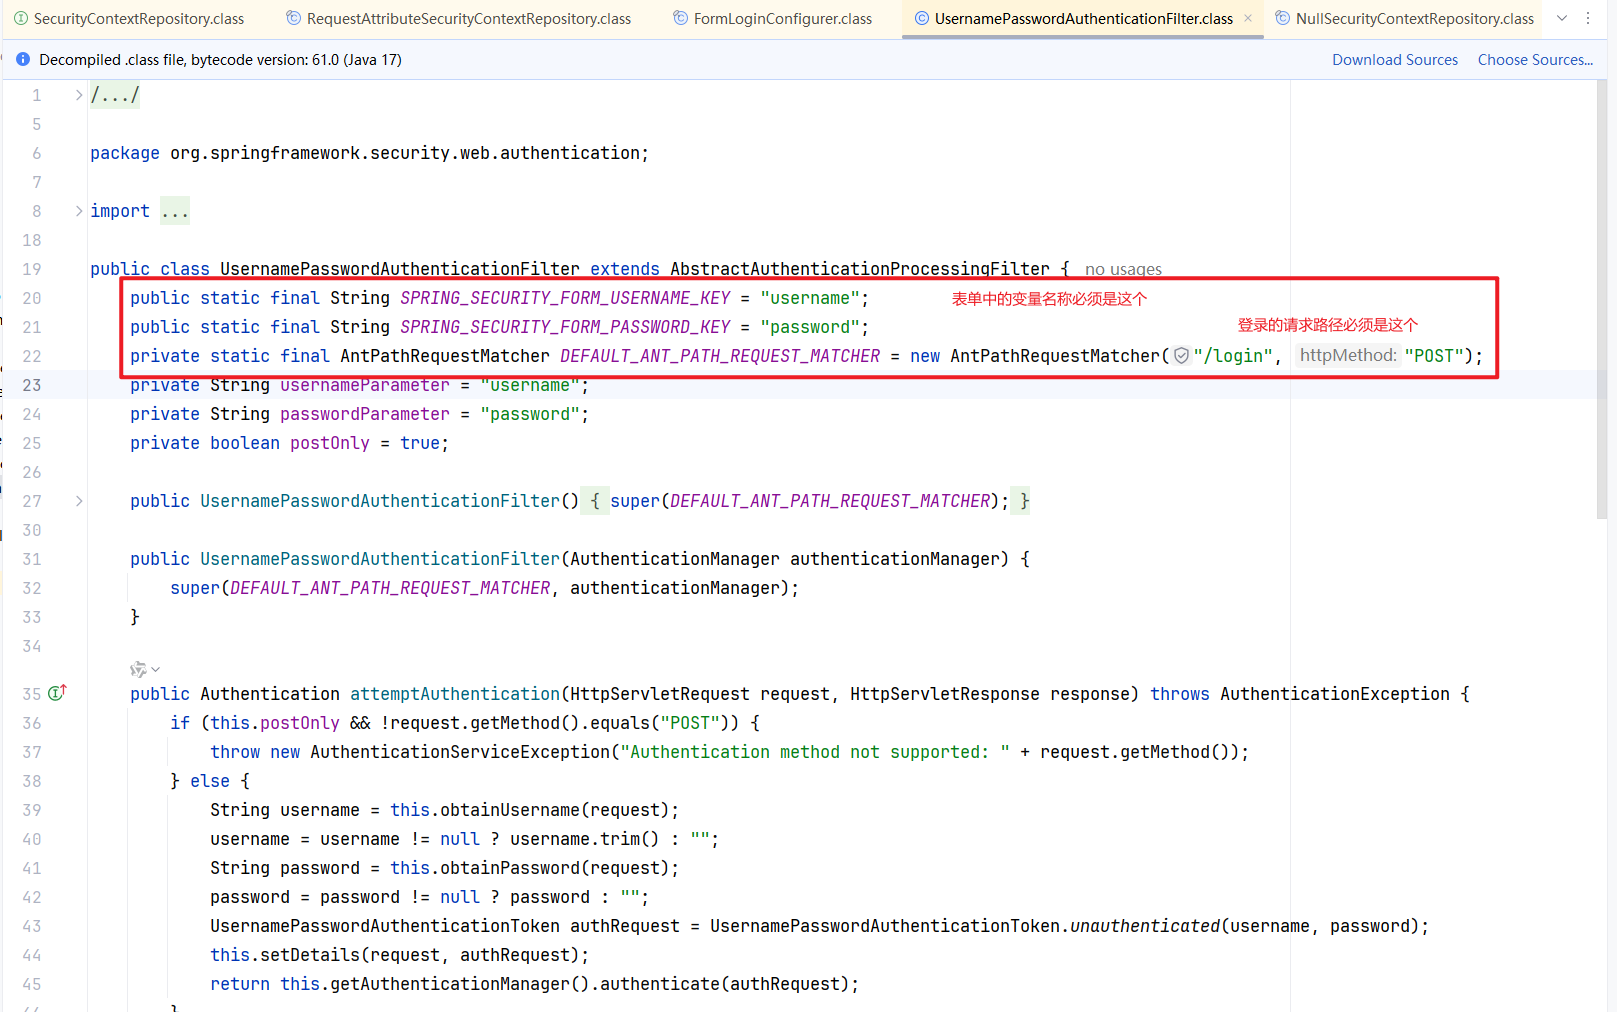 SecurityContextRepository.class RequestAttributeSecurityContextRepository.class FormLoginConfigurer.class UsernamePasswordAuthenticationFilter.class × NullSecurityContextRepository.class
Decompiled .class file, bytecode version: 61.0 (Java 17) Download Sources Choose Sources...
1 /.../
5
6 package org.springframework.security.web.authentication;
7
8 import ...
18
19 public class UsernamePasswordAuthenticationFilter extends AbstractAuthenticationProcessingFilter { no usages
20 public static final String SPRING_SECURITY_FORM_USERNAME_KEY = "username"; 表单中的变量名称必须是这个
21 public static final String SPRING_SECURITY_FORM_PASSWORD_KEY = "password"; 登录的请求路径必须是这个
22 private static final AntPathRequestMatcher DEFAULT_ANT_PATH_REQUEST_MATCHER = new AntPathRequestMatcher("/login", httpMethod: "POST");
23 private String usernameParameter = "username";
24 private String passwordParameter = "password";
25 private boolean postOnly = true;
26
27 public UsernamePasswordAuthenticationFilter() { super(DEFAULT_ANT_PATH_REQUEST_MATCHER); }
30
31 public UsernamePasswordAuthenticationFilter(AuthenticationManager authenticationManager) {
32 super(DEFAULT_ANT_PATH_REQUEST_MATCHER, authenticationManager);
33 }
34
35 public Authentication attemptAuthentication(HttpServletRequest request, HttpServletResponse response) throws AuthenticationException {
36 if (this.postOnly && !request.getMethod().equals("POST")) {
37 throw new AuthenticationServiceException("Authentication method not supported: " + request.getMethod());
38 } else {
39 String username = this.obtainUsername(request);
40 username = username != null ? username.trim() : "";
41 String password = this.obtainPassword(request);
42 password = password != null ? password : "";
43 UsernamePasswordAuthenticationToken authRequest = UsernamePasswordAuthenticationToken.unauthenticated(username, password);
44 this.setDetails(request, authRequest);
45 return this.getAuthenticationManager().authenticate(authRequest);